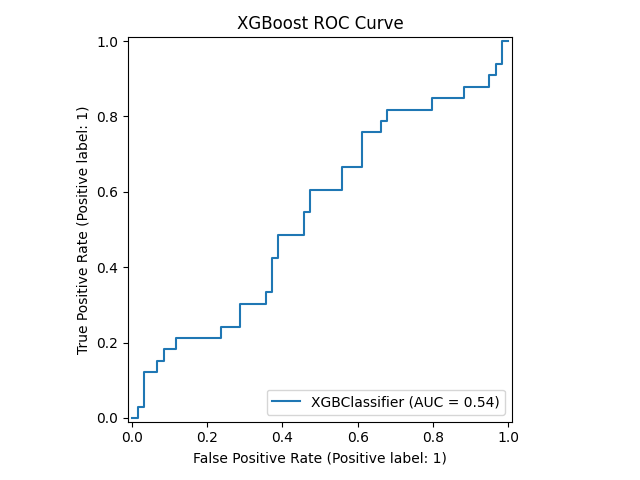 XGBoost ROC Curve
1.0
0.8
0.6
0.4
0.2
0.0
True Positive Rate (Positive label: 1)
XGBClassifier (AUC = 0.54)
0.0 0.2 0.4 0.6 0.8 1.0
False Positive Rate (Positive label: 1)